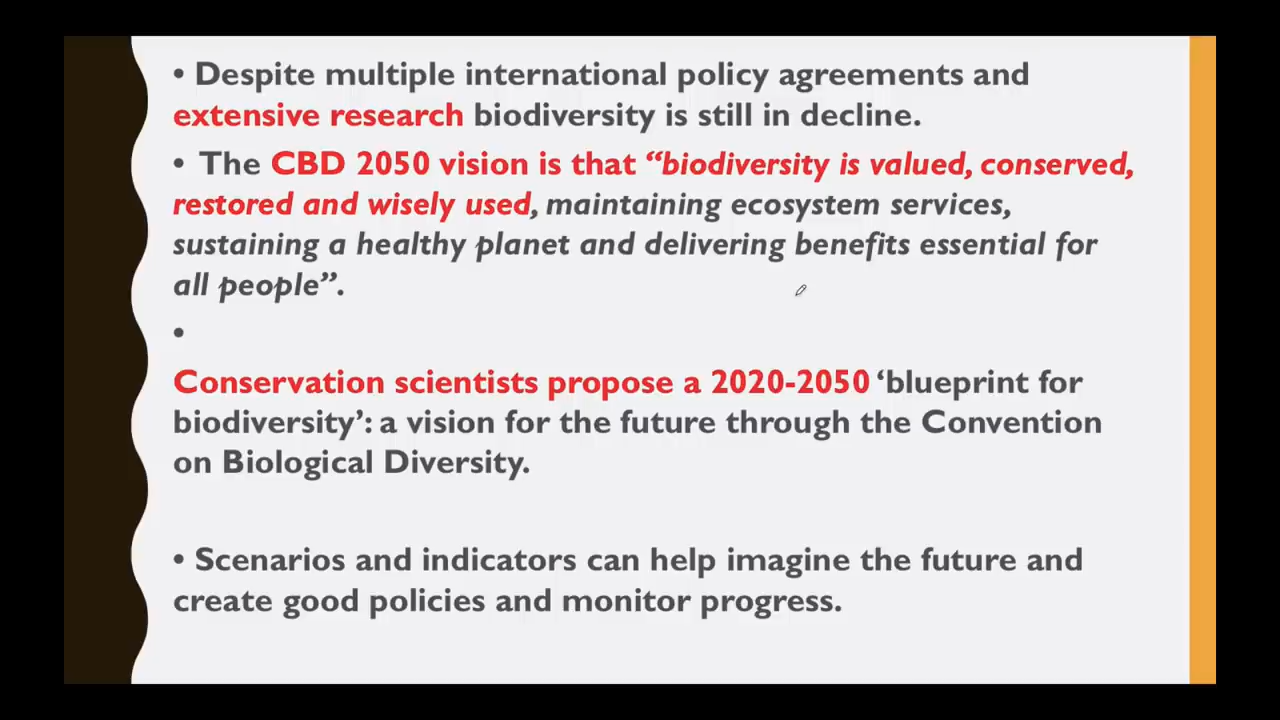 • Despite multiple international policy agreements and
extensive research biodiversity is still in decline.
• The CBD 2050 vision is that “biodiversity is valued, conserved,
restored and wisely used, maintaining ecosystem services,
sustaining a healthy planet and delivering benefits essential for
all people”.
•
Conservation scientists propose a 2020-2050 ‘blueprint for
biodiversity’: a vision for the future through the Convention
on Biological Diversity.
• Scenarios and indicators can help imagine the future and
create good policies and monitor progress.